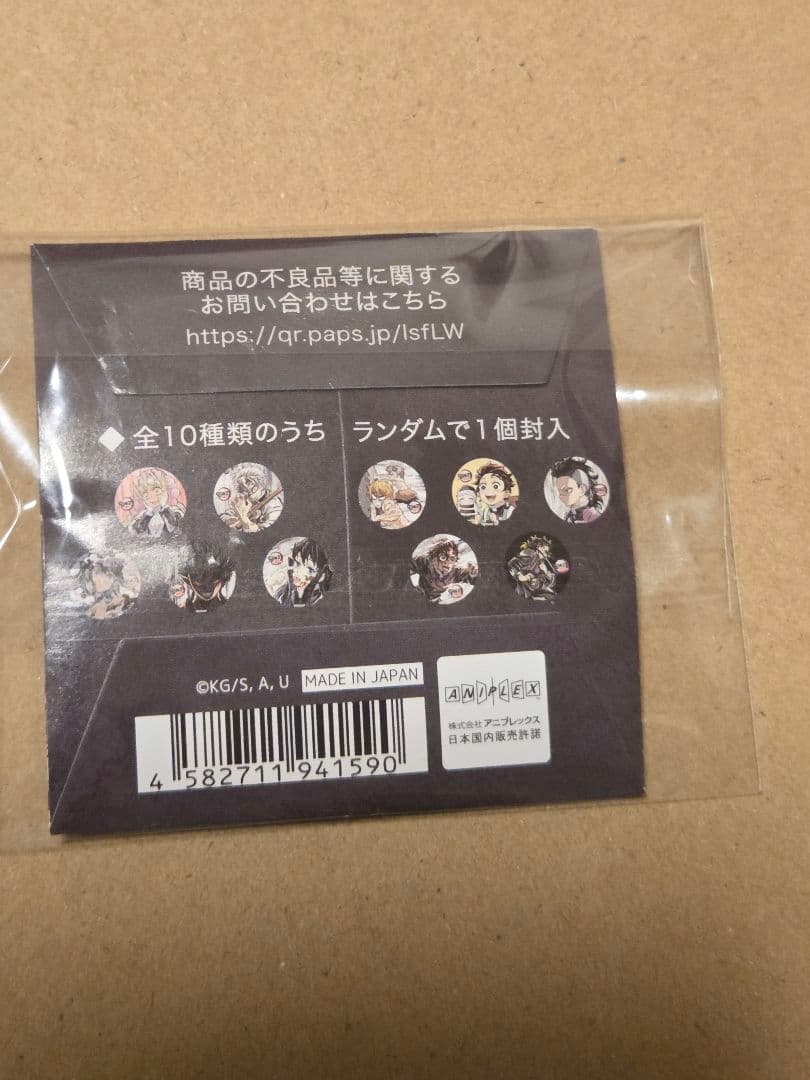 商品の不良品等に関する
お問い合わせはこちら
https://qr.paps.jp/lsfLW
◆ 全10種類のうち ランダムで1個封入
©KG/S, A, U MADE IN JAPAN
ANIPLEX
株式会社アニプレックス
日本国内販売許諾
4 582711 941590